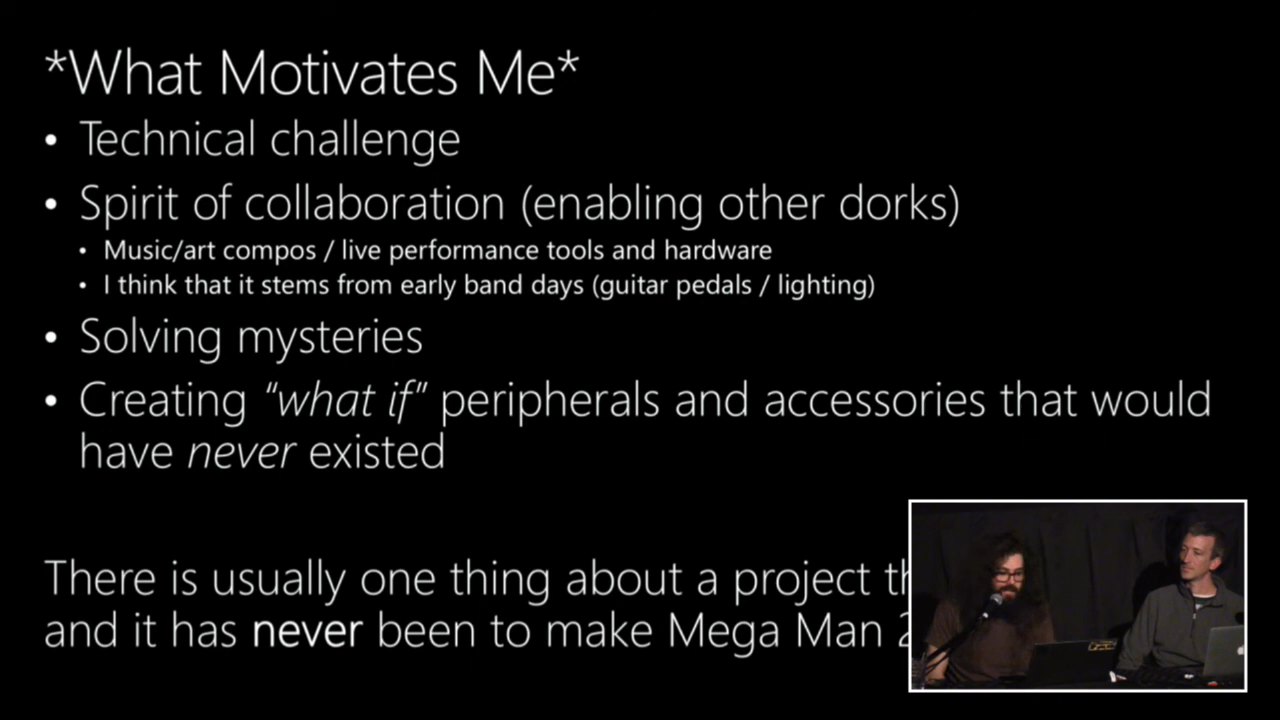 *What Motivates Me*
• Technical challenge
• Spirit of collaboration (enabling other dorks)
• Music/art compos / live performance tools and hardware
• I think that it stems from early band days (guitar pedals / lighting)
• Solving mysteries
• Creating “what if” peripherals and accessories that would
have never existed
There is usually one thing about a project
and it has never been to make Mega Man